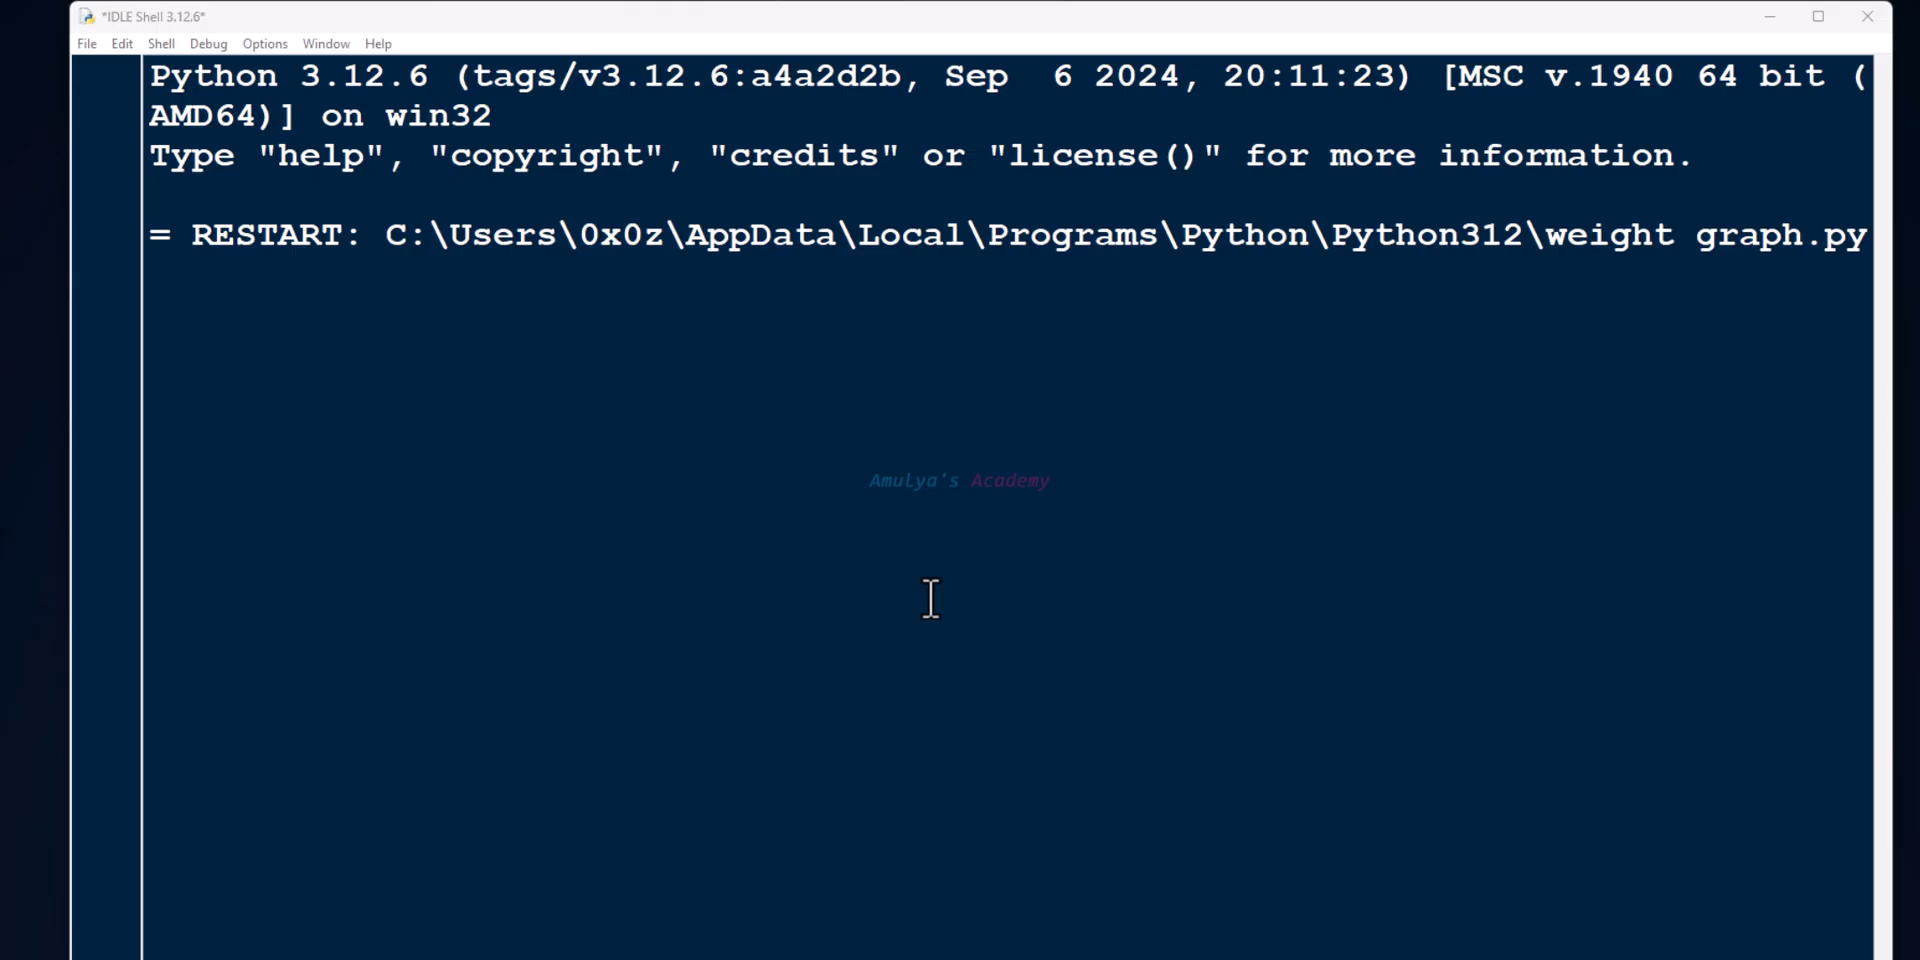 *IDLE Shell 3.12.6*
File Edit Shell Debug Options Window Help
Python 3.12.6 (tags/v3.12.6:a4a2d2b, Sep  6 2024, 20:11:23) [MSC v.1940 64 bit (
AMD64)] on win32
Type "help", "copyright", "credits" or "license()" for more information.
= RESTART: C:\Users\0x0z\AppData\Local\Programs\Python\Python312\weight graph.py
Amulya's Academy